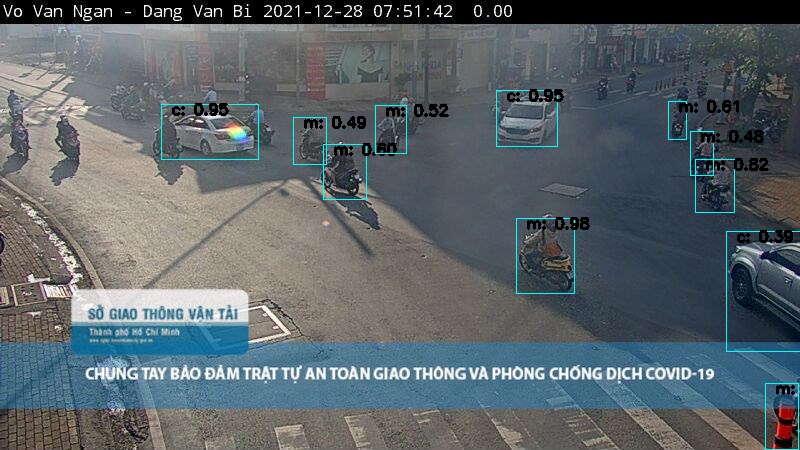 Vo Van Ngan - Dang Van Bi 2021-12-28 07:51:42 0.00
c: 0.95
c: 0.95
m: 0.61
m: 0.52
m: 0.49
m: 0.48
m: 0.60
m: 0.82
m: 0.98
c: 0.39
SỞ GIAO THÔNG VẬN TẢI
Thành phố Hồ Chí Minh
CHUNG TAY BẢO ĐẢM TRẬT TỰ AN TOÀN GIAO THÔNG VÀ PHÒNG CHỐNG DỊCH COVID-19
m: